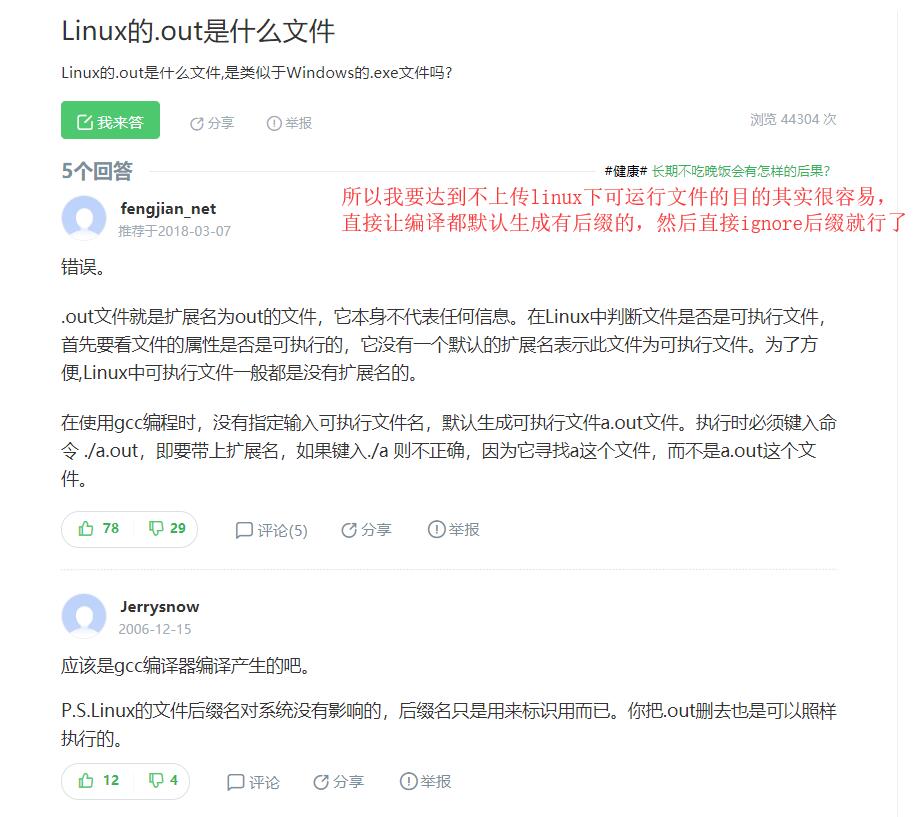 Linux的.out是什么文件
Linux的.out是什么文件,是类似于Windows的.exe文件吗?
我来答
分享
举报
浏览 44304 次
5个回答
#健康# 长期不吃晚饭会有怎样的后果?
所以我要达到不上传linux下可运行文件的目的其实很容易，
直接让编译都默认生成有后缀的，然后直接ignore后缀就行了
fengjian_net
推荐于2018-03-07
错误。
.out文件就是扩展名为out的文件，它本身不代表任何信息。在Linux中判断文件是否是可执行文件，
首先要看文件的属性是否是可执行的，它没有一个默认的扩展名表示此文件为可执行文件。为了方
便,Linux中可执行文件一般都是没有扩展名的。
在使用gcc编程时，没有指定输入可执行文件名，默认生成可执行文件a.out文件。执行时必须键入命
令 ./a.out，即要带上扩展名，如果键入./a 则不正确，因为它寻找a这个文件，而不是a.out这个文
件。
78
29
评论(5)
分享
举报
Jerrysnow
2006-12-15
应该是gcc编译器编译产生的吧。
P.S.Linux的文件后缀名对系统没有影响的，后缀名只是用来标识用而已。你把.out删去也是可以照样
执行的。
12
4
评论
分享
举报